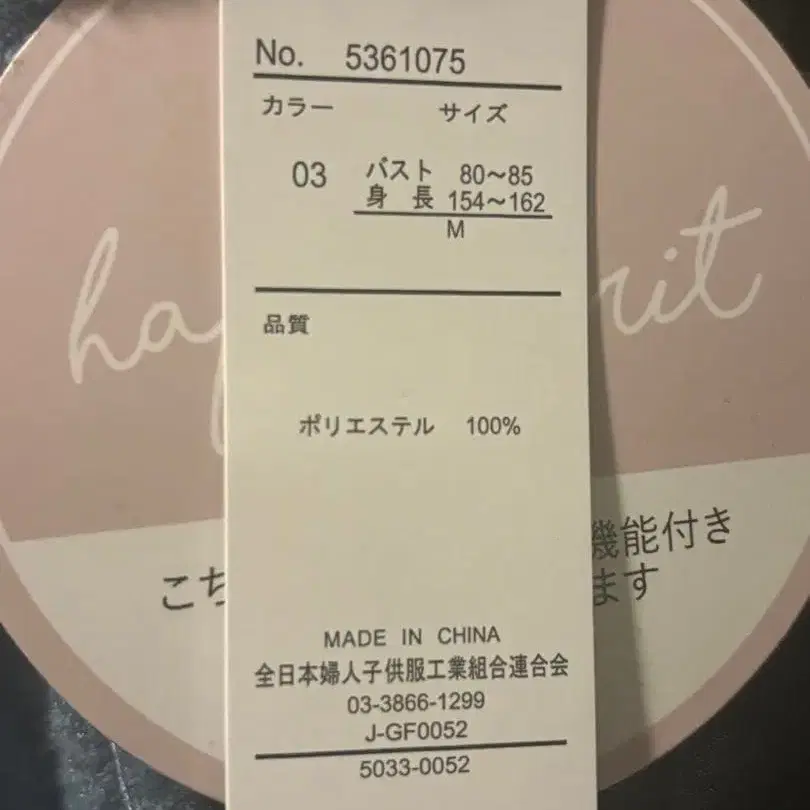 No. 5361075
カラー サイズ
03 バスト 80～85
身 長 154～162
M
品質
ポリエステル 100%
機能付き
こち
ます
MADE IN CHINA
全日本婦人子供服工業組合連合会
03-3866-1299
J-GF0052
5033-0052
ha
rit